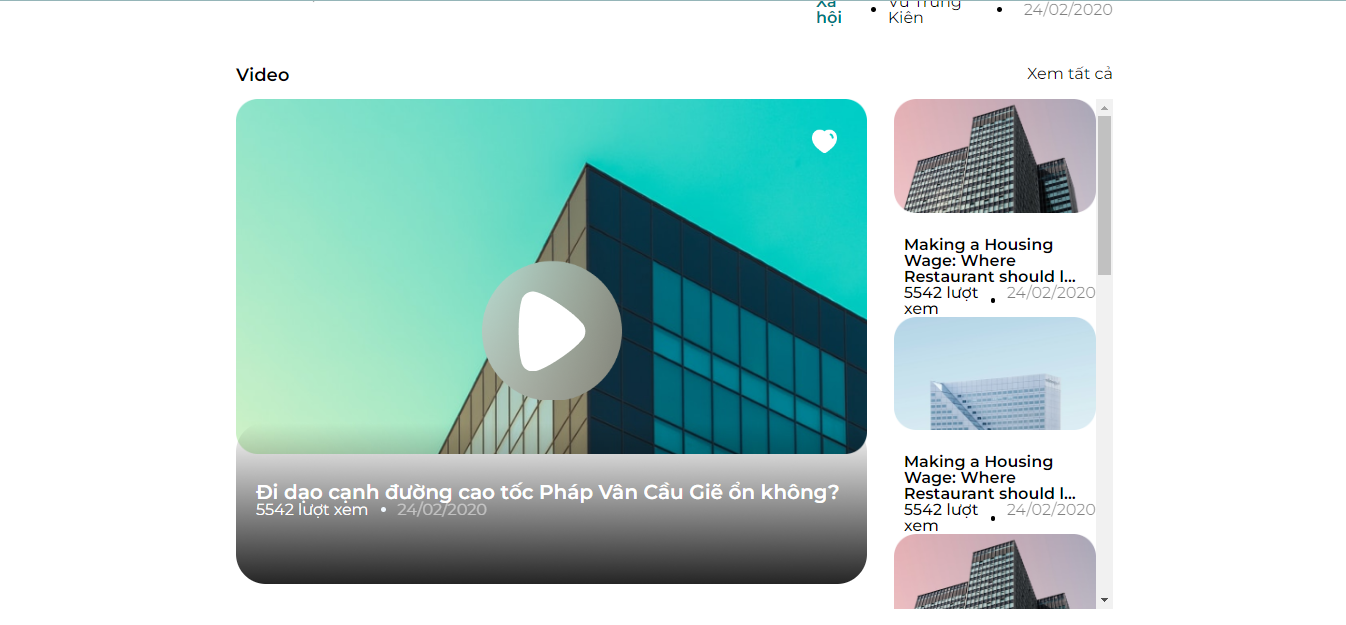 Xã
hội
Vũ Trung
Kiên
24/02/2020
Video
Xem tất cả
Đi dạo cạnh đường cao tốc Pháp Vân Cầu Giẽ ổn không?
5542 lượt xem • 24/02/2020
Making a Housing
Wage: Where
Restaurant should l...
5542 lượt
xem
• 24/02/2020
Making a Housing
Wage: Where
Restaurant should l...
5542 lượt
xem
• 24/02/2020